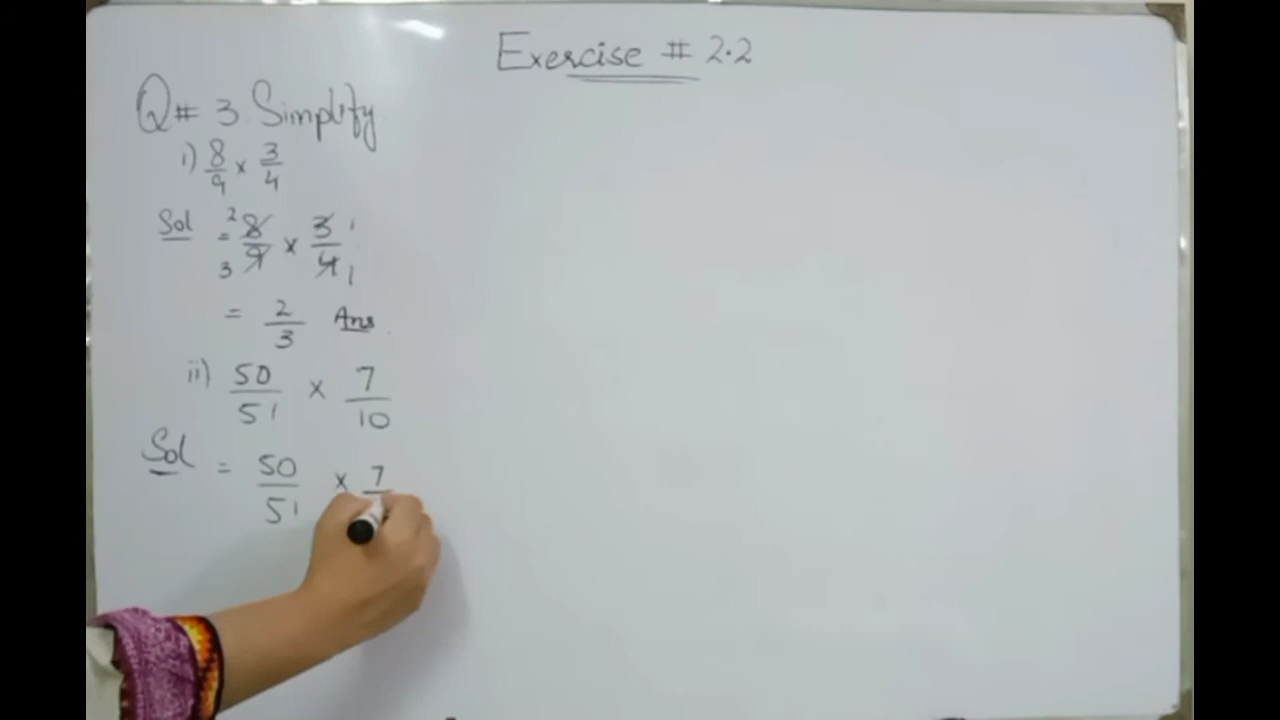 Exercise # 2.2
Q# 3 Simplify
i) 8/9 × 3/4
Sol = 2 8/9 3 × 3/4 1 1
= 2/3 Ans
ii) 50/51 × 7/10
Sol = 50/51 × 7